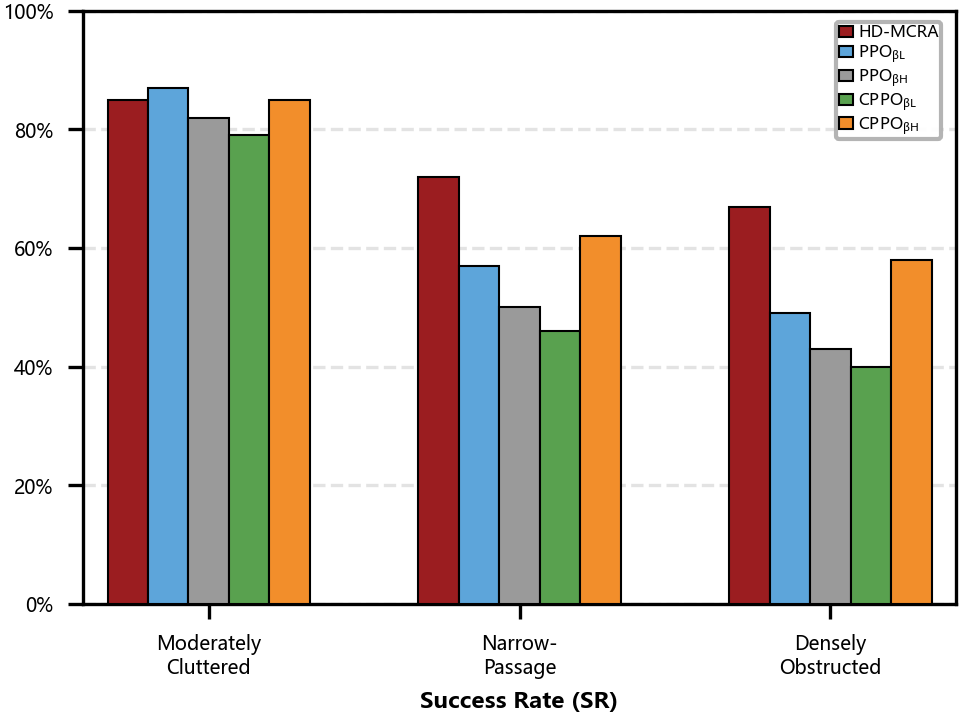 100%
80%
60%
40%
20%
0%
HD-MCRA
PPOβL
PPOβH
CPPOβL
CPPOβH
Moderately
Cluttered
Narrow-
Passage
Densely
Obstructed
Success Rate (SR)